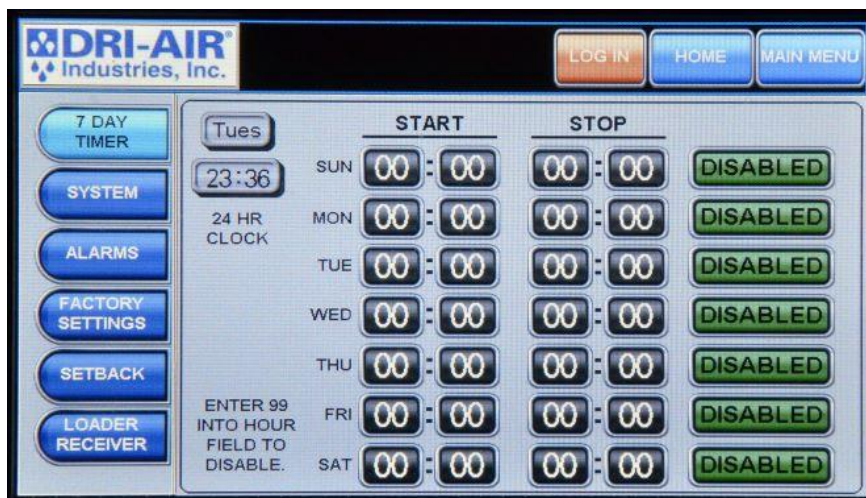 DRI-AIR®
Industries, Inc.
LOG IN HOME MAIN MENU
7 DAY
TIMER
SYSTEM
ALARMS
FACTORY
SETTINGS
SETBACK
LOADER
RECEIVER
Tues
23:36
24 HR
CLOCK
ENTER 99
INTO HOUR
FIELD TO
DISABLE.
START STOP
SUN 00 : 00 00 : 00 DISABLED
MON 00 : 00 00 : 00 DISABLED
TUE 00 : 00 00 : 00 DISABLED
WED 00 : 00 00 : 00 DISABLED
THU 00 : 00 00 : 00 DISABLED
FRI 00 : 00 00 : 00 DISABLED
SAT 00 : 00 00 : 00 DISABLED